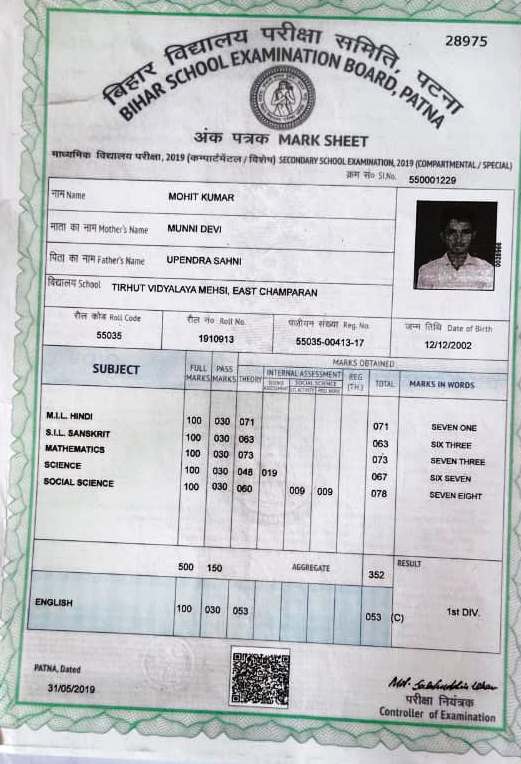 28975
बिहार विद्यालय परीक्षा समिति, पटना
BIHAR SCHOOL EXAMINATION BOARD, PATNA
अंक पत्रक MARK SHEET
माध्यमिक विद्यालय परीक्षा, 2019 (कम्पार्टमेंटल / विशेष) SECONDARY SCHOOL EXAMINATION, 2019 (COMPARTMENTAL / SPECIAL)
क्रम सं० Sl.No. 550001229
नाम Name MOHIT KUMAR
माता का नाम Mother's Name MUNNI DEVI
पिता का नाम Father's Name UPENDRA SAHNI
विद्यालय School TIRHUT VIDYALAYA MEHSI, EAST CHAMPARAN
रौल कोड Roll Code रौल नं० Roll No. पंजीयन संख्या Reg. No. जन्म तिथि Date of Birth
55035 1910913 55035-00413-17 12/12/2002
MARKS OBTAINED
SUBJECT FULL MARKS PASS MARKS THEORY INTERNAL ASSESSMENT REG (TH.) TOTAL MARKS IN WORDS
SOCIAL SCIENCE
M.I.L. HINDI 100 030 071 071 SEVEN ONE
S.I.L. SANSKRIT 100 030 063 063 SIX THREE
MATHEMATICS 100 030 073 073 SEVEN THREE
SCIENCE 100 030 048 019 067 SIX SEVEN
SOCIAL SCIENCE 100 030 060 009 009 078 SEVEN EIGHT
500 150 AGGREGATE 352 RESULT
ENGLISH 100 030 053 053 (C) 1st DIV.
PATNA, Dated
31/05/2019
परीक्षा नियंत्रक
Controller of Examination